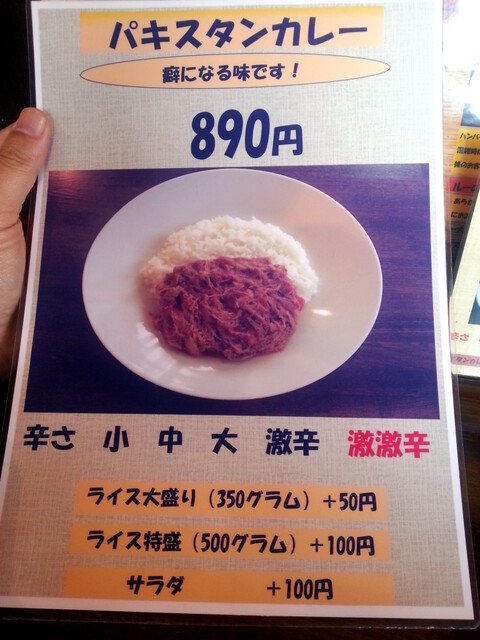 パキスタンカレー
癖になる味です！
890円
辛さ 小 中 大 激辛 激激辛
ライス大盛り（350グラム）＋50円
ライス特盛（500グラム）＋100円
サラダ ＋100円